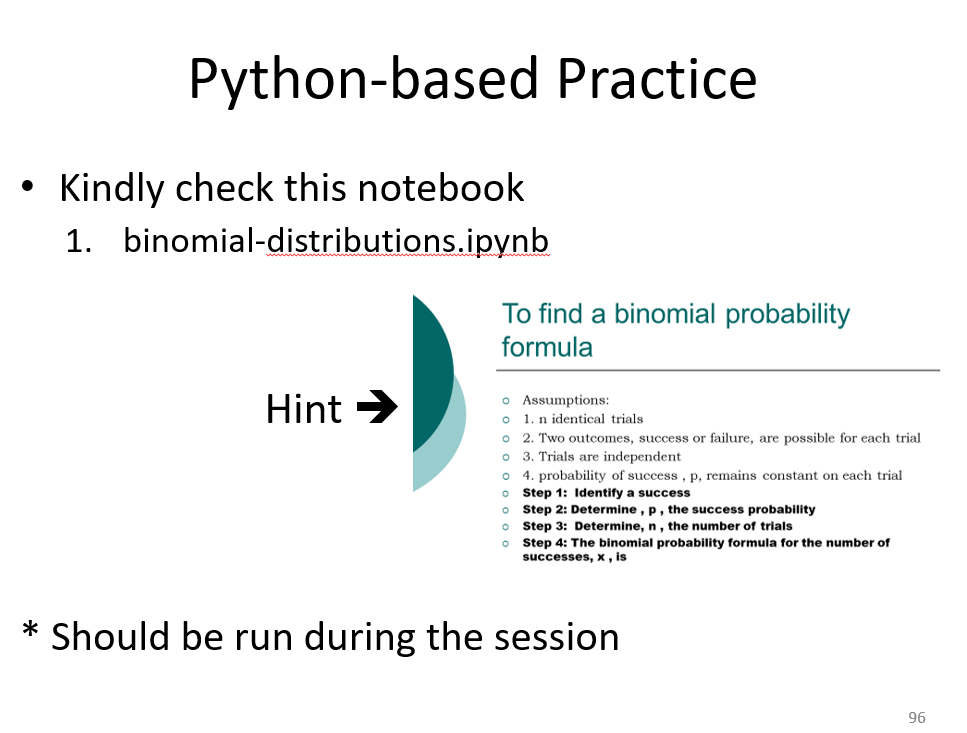 Python-based Practice
• Kindly check this notebook
1. binomial-distributions.ipynb
Hint ➔
To find a binomial probability
formula
o Assumptions:
o 1. n identical trials
o 2. Two outcomes, success or failure, are possible for each trial
o 3. Trials are independent
o 4. probability of success , p, remains constant on each trial
o Step 1: Identify a success
o Step 2: Determine , p , the success probability
o Step 3: Determine, n , the number of trials
o Step 4: The binomial probability formula for the number of
successes, x , is
* Should be run during the session
96